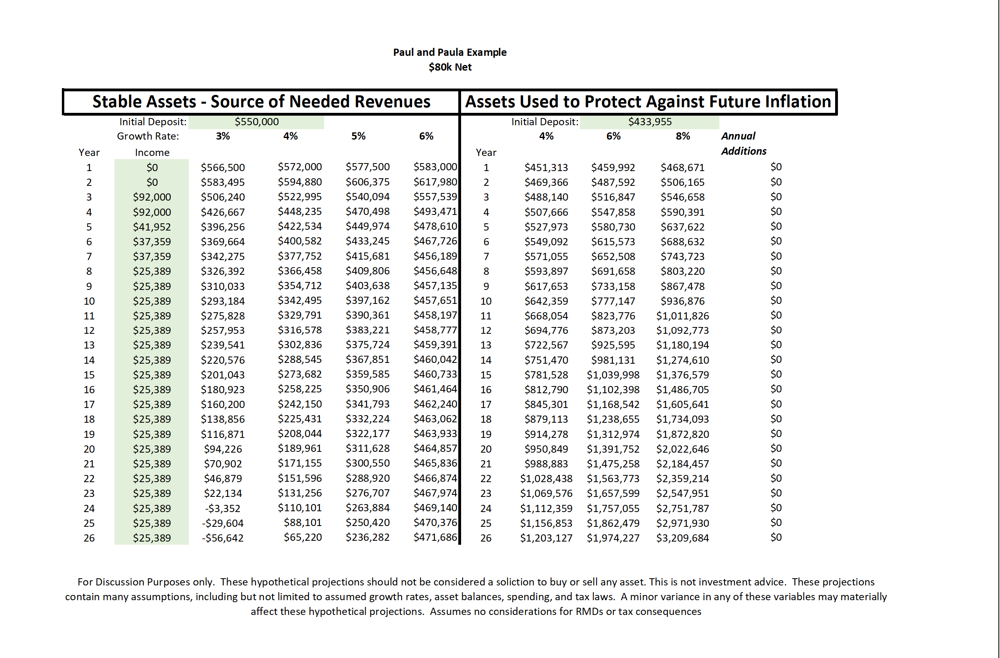 Paul and Paula Example
$80k Net
Stable Assets - Source of Needed Revenues Assets Used to Protect Against Future Inflation
Initial Deposit: $550,000 Initial Deposit: $433,955
Growth Rate: 3% 4% 5% 6% 4% 6% 8% Annual
Year Income Year Additions
1 $0 $566,500 $572,000 $577,500 $583,000 1 $451,313 $459,992 $468,671 $0
2 $0 $583,495 $594,880 $606,375 $617,980 2 $469,366 $487,592 $506,165 $0
3 $92,000 $506,240 $522,995 $540,094 $557,539 3 $488,140 $516,847 $546,658 $0
4 $92,000 $426,667 $448,235 $470,498 $493,471 4 $507,666 $547,858 $590,391 $0
5 $41,952 $396,256 $422,534 $449,974 $478,610 5 $527,973 $580,730 $637,622 $0
6 $37,359 $369,664 $400,582 $433,245 $467,726 6 $549,092 $615,573 $688,632 $0
7 $37,359 $342,275 $377,752 $415,681 $456,189 7 $571,055 $652,508 $743,723 $0
8 $25,389 $326,392 $366,458 $409,806 $456,648 8 $593,897 $691,658 $803,220 $0
9 $25,389 $310,033 $354,712 $403,638 $457,135 9 $617,653 $733,158 $867,478 $0
10 $25,389 $293,184 $342,495 $397,162 $457,651 10 $642,359 $777,147 $936,876 $0
11 $25,389 $275,828 $329,791 $390,361 $458,197 11 $668,054 $823,776 $1,011,826 $0
12 $25,389 $257,953 $316,578 $383,221 $458,777 12 $694,776 $873,203 $1,092,773 $0
13 $25,389 $239,541 $302,836 $375,724 $459,391 13 $722,567 $925,595 $1,180,194 $0
14 $25,389 $220,576 $288,545 $367,851 $460,042 14 $751,470 $981,131 $1,274,610 $0
15 $25,389 $201,043 $273,682 $359,585 $460,733 15 $781,528 $1,039,998 $1,376,579 $0
16 $25,389 $180,923 $258,225 $350,906 $461,464 16 $812,790 $1,102,398 $1,486,705 $0
17 $25,389 $160,200 $242,150 $341,793 $462,240 17 $845,301 $1,168,542 $1,605,641 $0
18 $25,389 $138,856 $225,431 $332,224 $463,062 18 $879,113 $1,238,655 $1,734,093 $0
19 $25,389 $116,871 $208,044 $322,177 $463,933 19 $914,278 $1,312,974 $1,872,820 $0
20 $25,389 $94,226 $189,961 $311,628 $464,857 20 $950,849 $1,391,752 $2,022,646 $0
21 $25,389 $70,902 $171,155 $300,550 $465,836 21 $988,883 $1,475,258 $2,184,457 $0
22 $25,389 $46,879 $151,596 $288,920 $466,874 22 $1,028,438 $1,563,773 $2,359,214 $0
23 $25,389 $22,134 $131,256 $276,707 $467,974 23 $1,069,576 $1,657,599 $2,547,951 $0
24 $25,389 -$3,352 $110,101 $263,884 $469,140 24 $1,112,359 $1,757,055 $2,751,787 $0
25 $25,389 -$29,604 $88,101 $250,420 $470,376 25 $1,156,853 $1,862,479 $2,971,930 $0
26 $25,389 -$56,642 $65,220 $236,282 $471,686 26 $1,203,127 $1,974,227 $3,209,684 $0
For Discussion Purposes only. These hypothetical projections should not be considered a soliction to buy or sell any asset. This is not investment advice. These projections
contain many assumptions, including but not limited to assumed growth rates, asset balances, spending, and tax laws. A minor variance in any of these variables may materially
affect these hypothetical projections. Assumes no considerations for RMDs or tax consequences